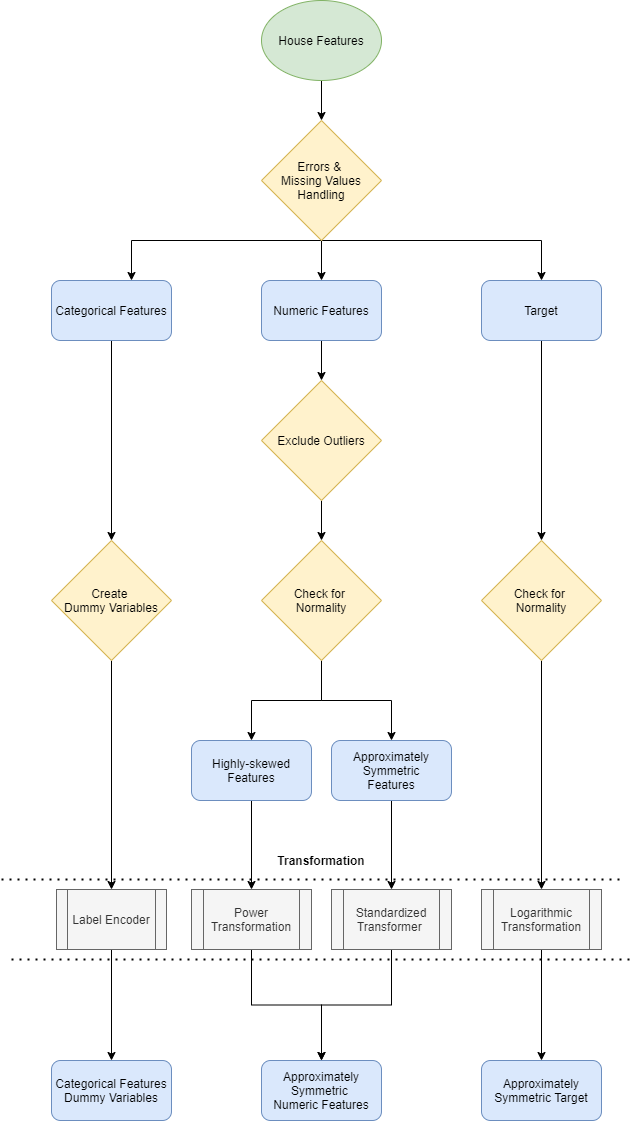 House Features
Errors &
Missing Values
Handling
Categorical Features
Numeric Features
Target
Exclude Outliers
Create
Dummy Variables
Check for
Normality
Check for
Normality
Highly-skewed
Features
Approximately
Symmetric
Features
Transformation
Label Encoder
Power
Transformation
Standardized
Transformer
Logarithmic
Transformation
Categorical Features
Dummy Variables
Approximately
Symmetric
Numeric Features
Approximately
Symmetric Target